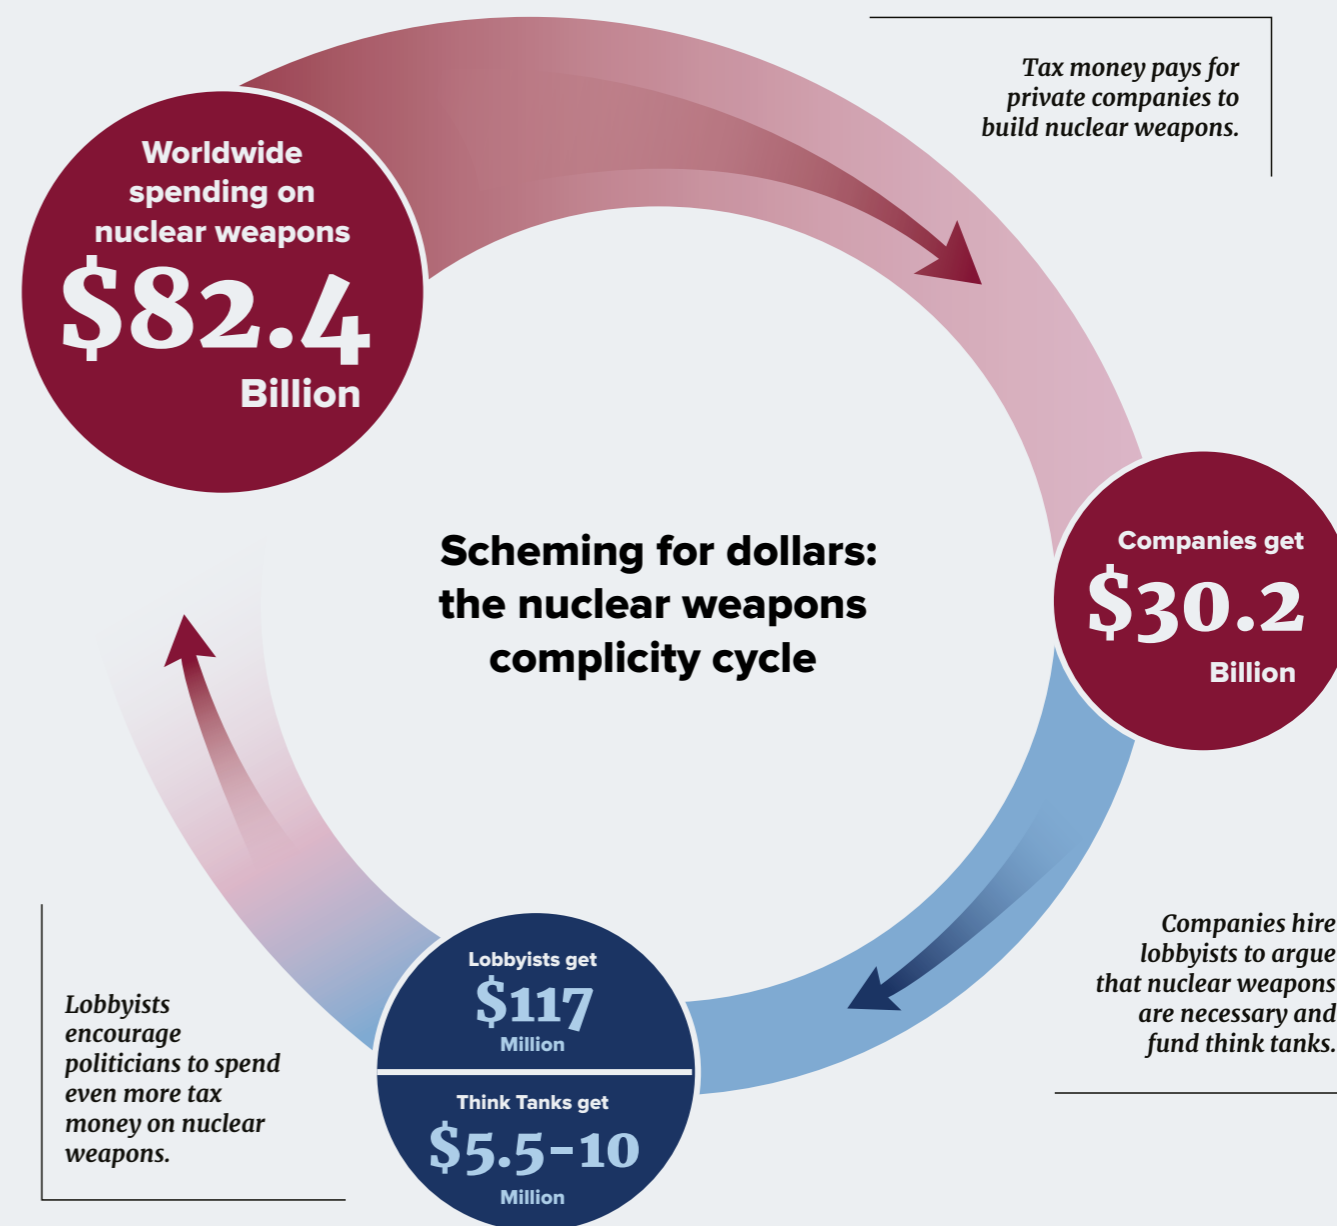 Tax money pays for
private companies to
build nuclear weapons.
Worldwide
spending on
nuclear weapons
$82.4
Billion
Scheming for dollars:
the nuclear weapons
complicity cycle
Companies get
$30.2
Billion
Companies hire
lobbyists to argue
that nuclear weapons
are necessary and
fund think tanks.
Lobbyists get
$117
Million
Think Tanks get
$5.5-10
Million
Lobbyists
encourage
politicians to spend
even more tax
money on nuclear
weapons.